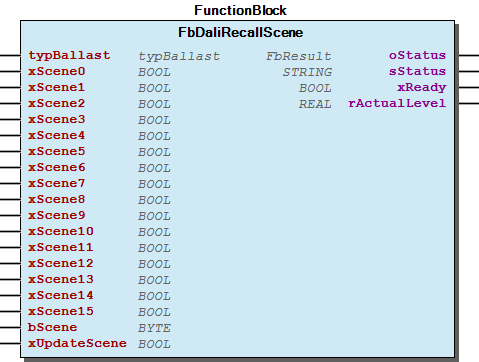 FunctionBlock
FbDaliRecallScene
typBallast typBallast FbResult oStatus
xScene0 BOOL STRING sStatus
xScene1 BOOL BOOL xReady
xScene2 BOOL REAL rActualLevel
xScene3 BOOL
xScene4 BOOL
xScene5 BOOL
xScene6 BOOL
xScene7 BOOL
xScene8 BOOL
xScene9 BOOL
xScene10 BOOL
xScene11 BOOL
xScene12 BOOL
xScene13 BOOL
xScene14 BOOL
xScene15 BOOL
bScene BYTE
xUpdateScene BOOL